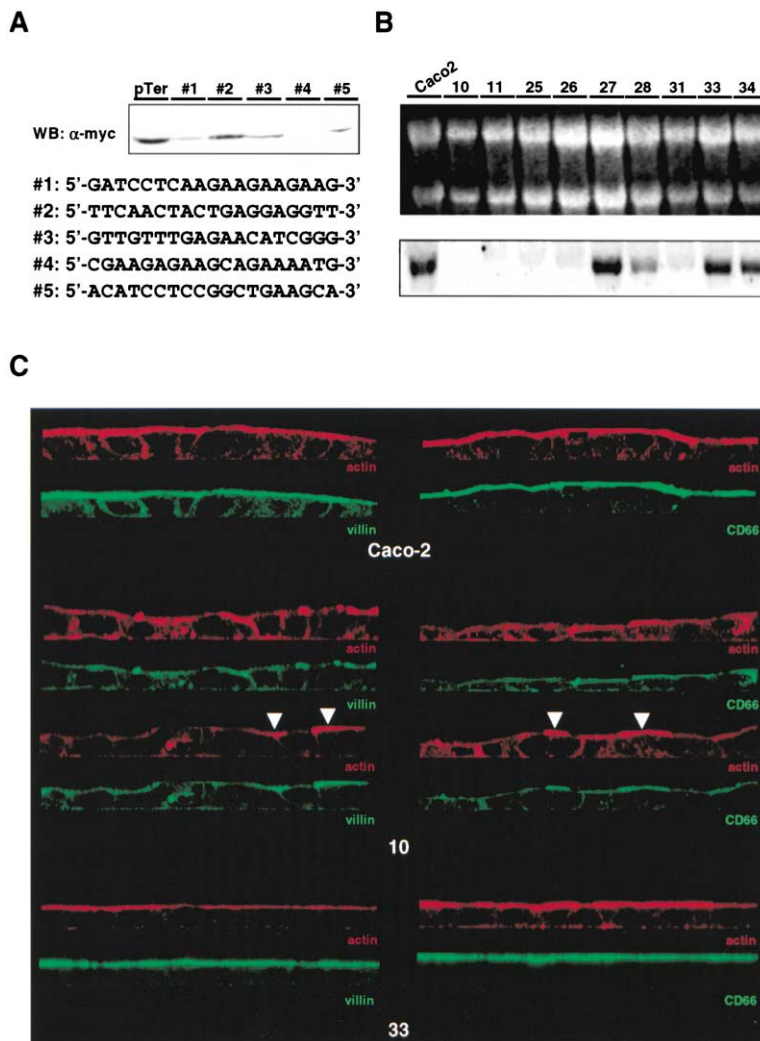 A
pTer #1 #2 #3 #4 #5
WB: α-myc
#1: 5’-GATCCTCAAGAAGAAGAAG-3’
#2: 5’-TTCAACTACTGAGGAGGTT-3’
#3: 5’-GTTGTTTGAGAACATCGGG-3’
#4: 5’-CGAAGAGAAGCAGAAAATG-3’
#5: 5’-ACATCCTCCGGCTGAAGCA-3’
B
Caco2 10 11 25 26 27 28 31 33 34
C
actin
actin
villin
CD66
Caco-2
actin
actin
villin
CD66
actin
actin
villin
CD66
10
actin
actin
villin
CD66
33